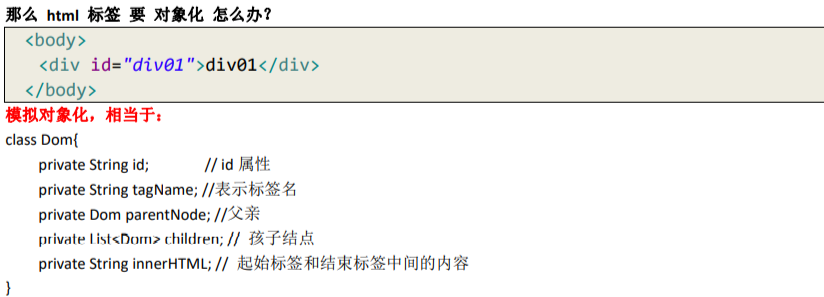 那么 html 标签 要 对象化 怎么办？
<body>
<div id="div01">div01</div>
</body>
模拟对象化，相当于：
class Dom{
private String id; // id 属性
private String tagName; //表示标签名
private Dom parentNode; //父亲
private List<Dom> children; // 孩子结点
private String innerHTML; // 起始标签和结束标签中间的内容
}